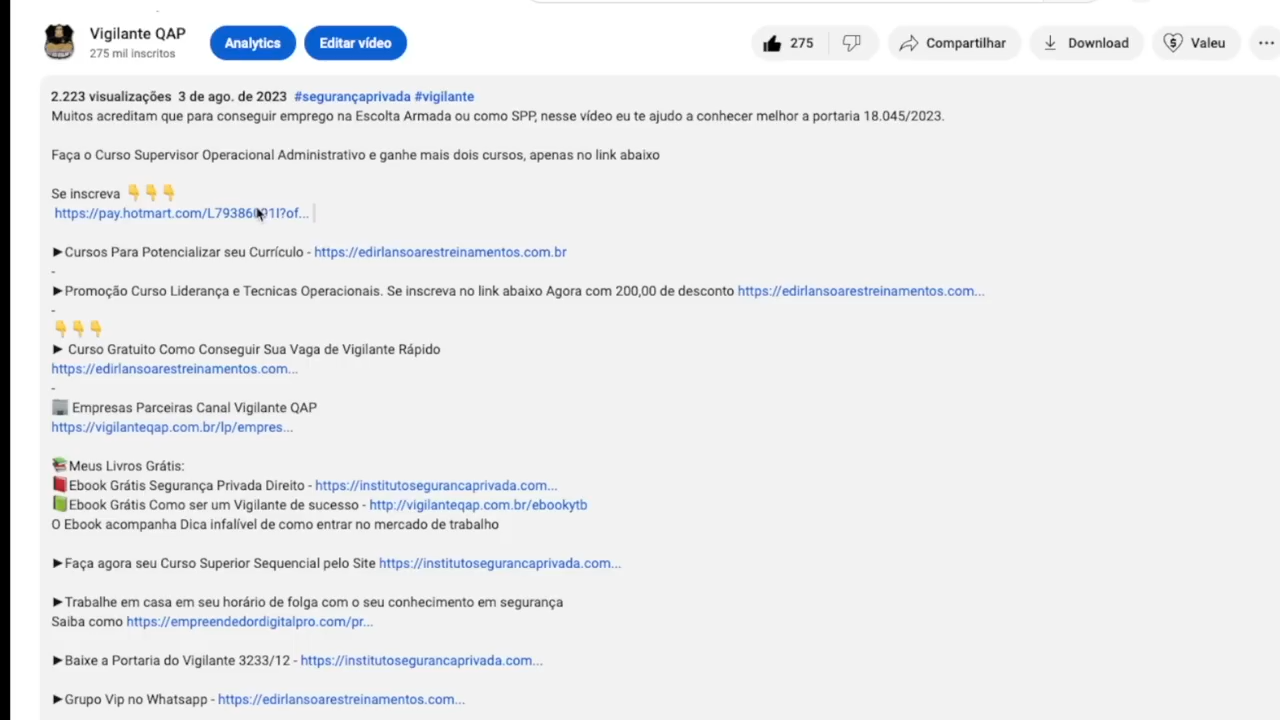 Vigilante QAP
275 mil inscritos
Analytics
Editar vídeo
275
Compartilhar
Download
Valeu
2.223 visualizações 3 de ago. de 2023 #segurançaprivada #vigilante
Muitos acreditam que para conseguir emprego na Escolta Armada ou como SPP, nesse vídeo eu te ajudo a conhecer melhor a portaria 18.045/2023.
Faça o Curso Supervisor Operacional Administrativo e ganhe mais dois cursos, apenas no link abaixo
Se inscreva 👇👇👇
►Cursos Para Potencializar seu Currículo - https://edirlansoarestreinamentos.com.br
-
►Promoção Curso Liderança e Tecnicas Operacionais. Se inscreva no link abaixo Agora com 200,00 de desconto https://edirlansoarestreinamentos.com...
-
👇👇👇
► Curso Gratuito Como Conseguir Sua Vaga de Vigilante Rápido
https://edirlansoarestreinamentos.com...
-
🏢 Empresas Parceiras Canal Vigilante QAP
https://vigilanteqap.com.br/lp/empres...
📚Meus Livros Grátis:
📕Ebook Grátis Segurança Privada Direito - https://institutosegurancaprivada.com...
📗Ebook Grátis Como ser um Vigilante de sucesso - http://vigilanteqap.com.br/ebookytb
O Ebook acompanha Dica infalível de como entrar no mercado de trabalho
►Faça agora seu Curso Superior Sequencial pelo Site https://institutosegurancaprivada.com...
►Trabalhe em casa em seu horário de folga com o seu conhecimento em segurança
Saiba como https://empreendedordigitalpro.com/pr...
►Baixe a Portaria do Vigilante 3233/12 - https://institutosegurancaprivada.com...
►Grupo Vip no Whatsapp - https://edirlansoarestreinamentos.com...